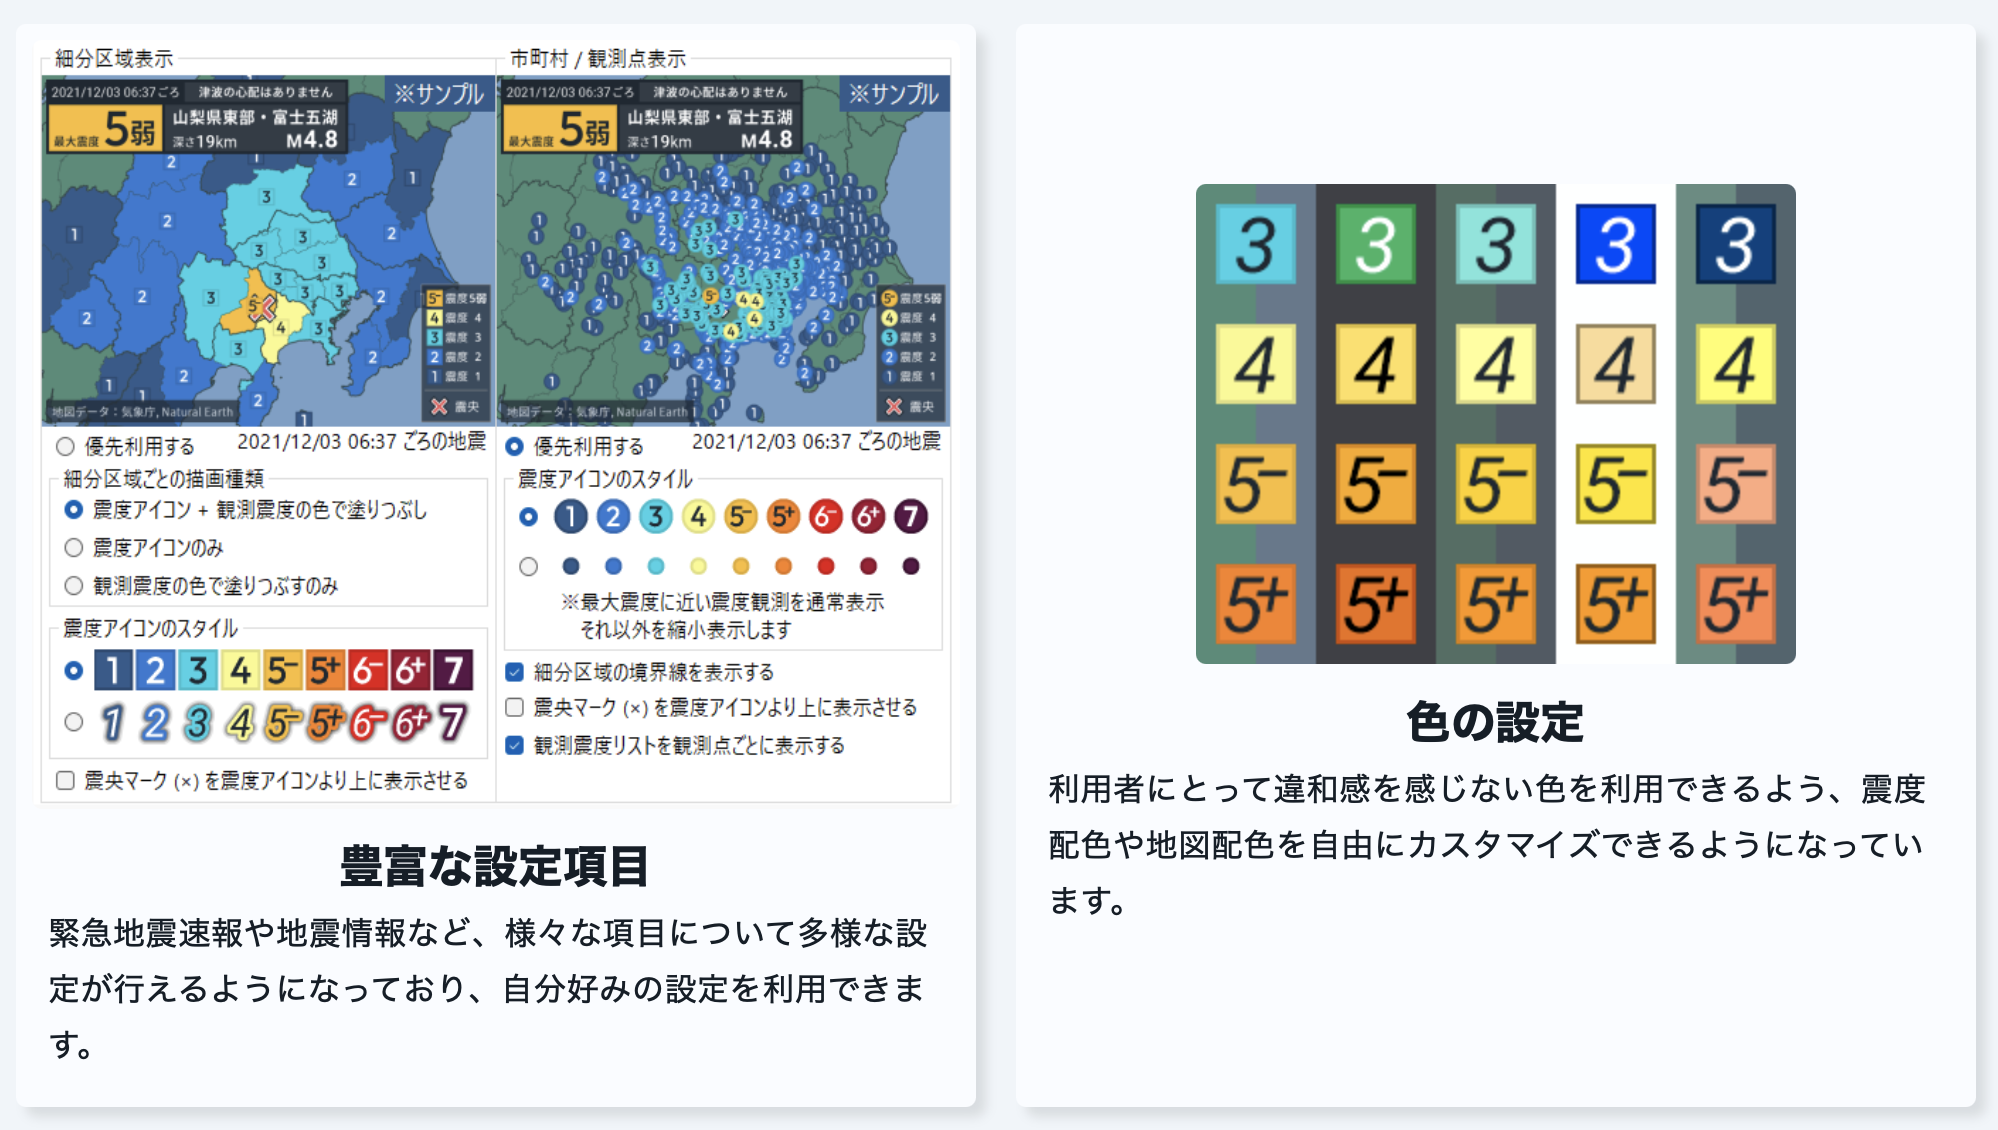 細分区域表示
2021/12/03 06:37ごろ 津波の心配はありません
※サンプル
最大震度 5弱
山梨県東部・富士五湖
深さ19km M4.8
5- 震度5弱
4 震度 4
3 震度 3
2 震度 2
1 震度 1
震央
地図データ：気象庁, Natural Earth
優先利用する 2021/12/03 06:37 ごろの地震
細分区域ごとの描画種類
震度アイコン + 観測震度の色で塗りつぶし
震度アイコンのみ
観測震度の色で塗りつぶすのみ
震度アイコンのスタイル
1 2 3 4 5- 5+ 6- 6+ 7
1 2 3 4 5- 5+ 6- 6+ 7
震央マーク (×) を震度アイコンより上に表示させる
市町村 / 観測点表示
2021/12/03 06:37ごろ 津波の心配はありません
※サンプル
最大震度 5弱
山梨県東部・富士五湖
深さ19km M4.8
5- 震度5弱
4 震度 4
3 震度 3
2 震度 2
1 震度 1
震央
地図データ：気象庁, Natural Earth
優先利用する 2021/12/03 06:37 ごろの地震
震度アイコンのスタイル
1 2 3 4 5- 5+ 6- 6+ 7
※最大震度に近い震度観測を通常表示
それ以外を縮小表示します
細分区域の境界線を表示する
震央マーク (×) を震度アイコンより上に表示させる
観測震度リストを観測点ごとに表示する
豊富な設定項目
緊急地震速報や地震情報など、様々な項目について多様な設
定が行えるようになっており、自分好みの設定を利用できま
す。
3 3 3 3 3
4 4 4 4 4
5- 5- 5- 5- 5-
5+ 5+ 5+ 5+ 5+
色の設定
利用者にとって違和感を感じない色を利用できるよう、震度
配色や地図配色を自由にカスタマイズできるようになってい
ます。